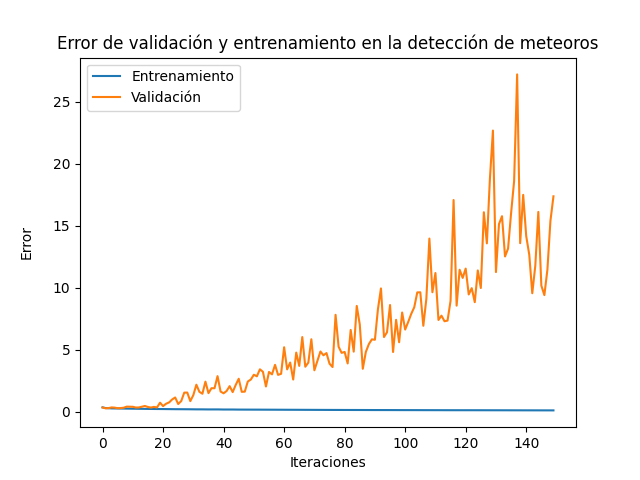 Error de validación y entrenamiento en la detección de meteoros
Entrenamiento
Validación
25
20
15
10
5
0
Error
0 20 40 60 80 100 120 140
Iteraciones